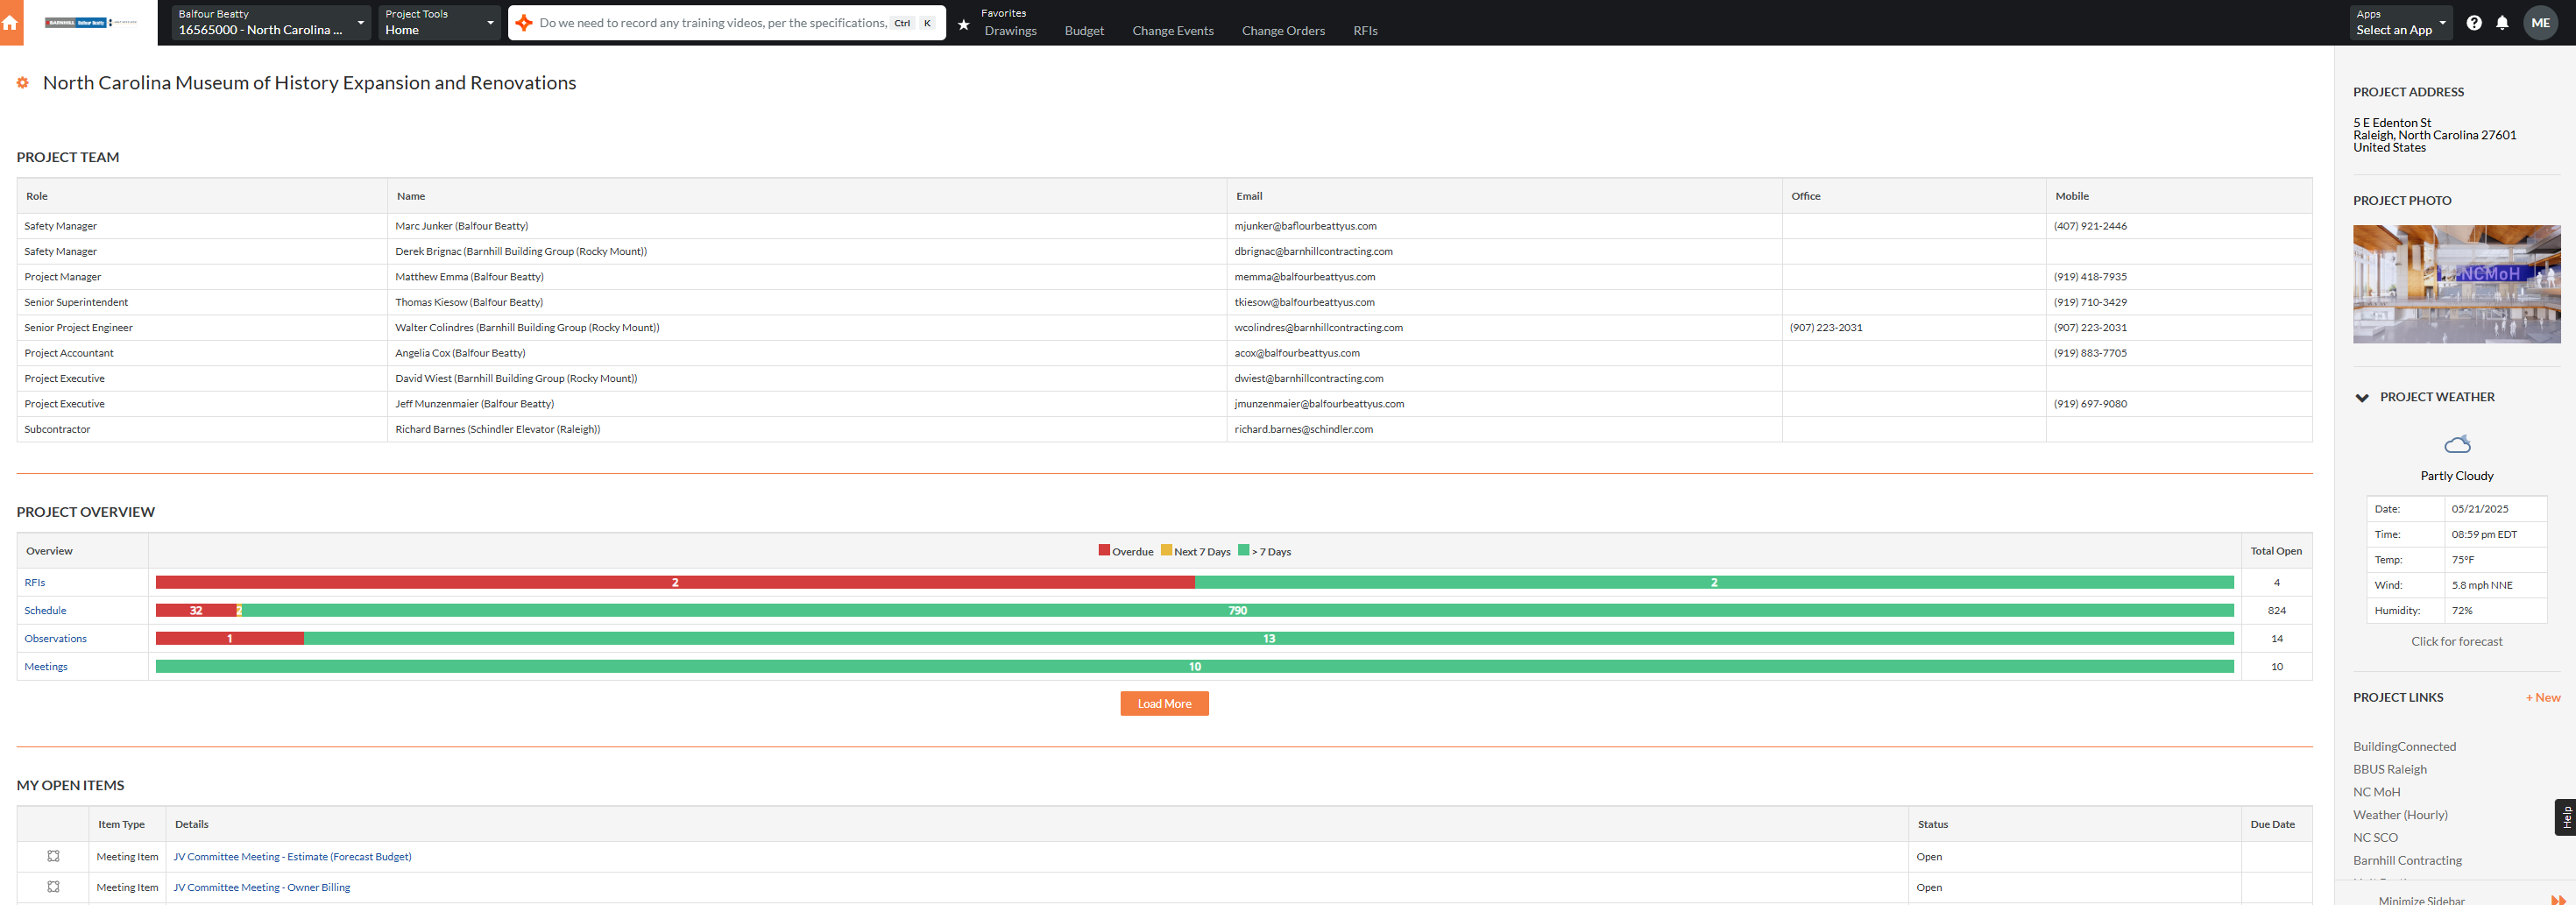 BARNHILL Balfour Beatty
Balfour Beatty
16565000 - North Carolina ...
Project Tools
Home
Do we need to record any training videos, per the specifications, Ctrl K
Favorites
Drawings Budget Change Events Change Orders RFIs
Apps
Select an App
ME
North Carolina Museum of History Expansion and Renovations
PROJECT TEAM
Role Name Email Office Mobile
Safety Manager Marc Junker (Balfour Beatty) mjunker@baflourbeattyus.com (407) 921-2446
Safety Manager Derek Brignac (Barnhill Building Group (Rocky Mount)) dbrignac@barnhillcontracting.com
Project Manager Matthew Emma (Balfour Beatty) memma@balfourbeattyus.com (919) 418-7935
Senior Superintendent Thomas Kiesow (Balfour Beatty) tkiesow@balfourbeattyus.com (919) 710-3429
Senior Project Engineer Walter Colindres (Barnhill Building Group (Rocky Mount)) wcolindres@barnhillcontracting.com (907) 223-2031 (907) 223-2031
Project Accountant Angelia Cox (Balfour Beatty) acox@balfourbeattyus.com (919) 883-7705
Project Executive David Wiest (Barnhill Building Group (Rocky Mount)) dwiest@barnhillcontracting.com
Project Executive Jeff Munzenmaier (Balfour Beatty) jmunzenmaier@balfourbeattyus.com (919) 697-9080
Subcontractor Richard Barnes (Schindler Elevator (Raleigh)) richard.barnes@schindler.com
PROJECT OVERVIEW
Overview Overdue Next 7 Days > 7 Days Total Open
RFIs 2 2 4
Schedule 32 2 790 824
Observations 1 13 14
Meetings 10 10
Load More
MY OPEN ITEMS
Item Type Details Status Due Date
Meeting Item JV Committee Meeting - Estimate (Forecast Budget) Open
Meeting Item JV Committee Meeting - Owner Billing Open
PROJECT ADDRESS
5 E Edenton St
Raleigh, North Carolina 27601
United States
PROJECT PHOTO
NCMoH
PROJECT WEATHER
Partly Cloudy
Date: 05/21/2025
Time: 08:59 pm EDT
Temp: 75°F
Wind: 5.8 mph NNE
Humidity: 72%
Click for forecast
PROJECT LINKS + New
BuildingConnected
BBUS Raleigh
NC MoH
Weather (Hourly)
NC SCO
Barnhill Contracting
Minimize Sidebar
Help